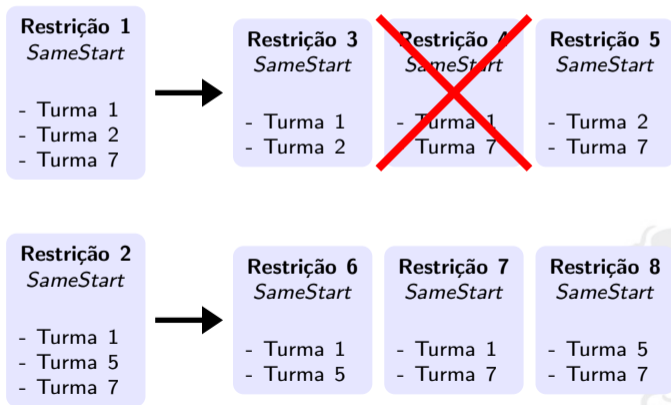 Restrição 1
SameStart
- Turma 1
- Turma 2
- Turma 7
Restrição 3
SameStart
- Turma 1
- Turma 2
Restrição 4
SameStart
- Turma 1
Turma 7
Restrição 5
SameStart
- Turma 2
- Turma 7
Restrição 2
SameStart
- Turma 1
- Turma 5
- Turma 7
Restrição 6
SameStart
- Turma 1
- Turma 5
Restrição 7
SameStart
- Turma 1
- Turma 7
Restrição 8
SameStart
- Turma 5
- Turma 7